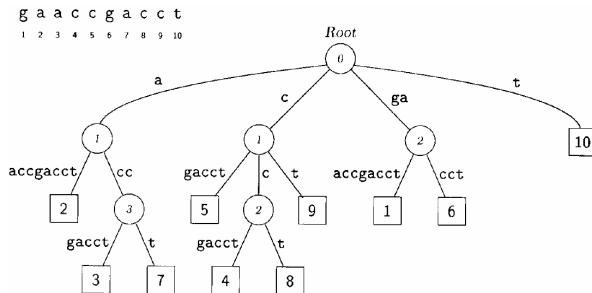 g a a c c g a c c t
1 2 3 4 5 6 7 8 9 10
Root
0
a
c
ga
t
1
1
2
10
accgacct
cc
gacct
c
t
accgacct
cct
2
3
5
2
9
1
6
gacct
t
gacct
t
3
7
4
8